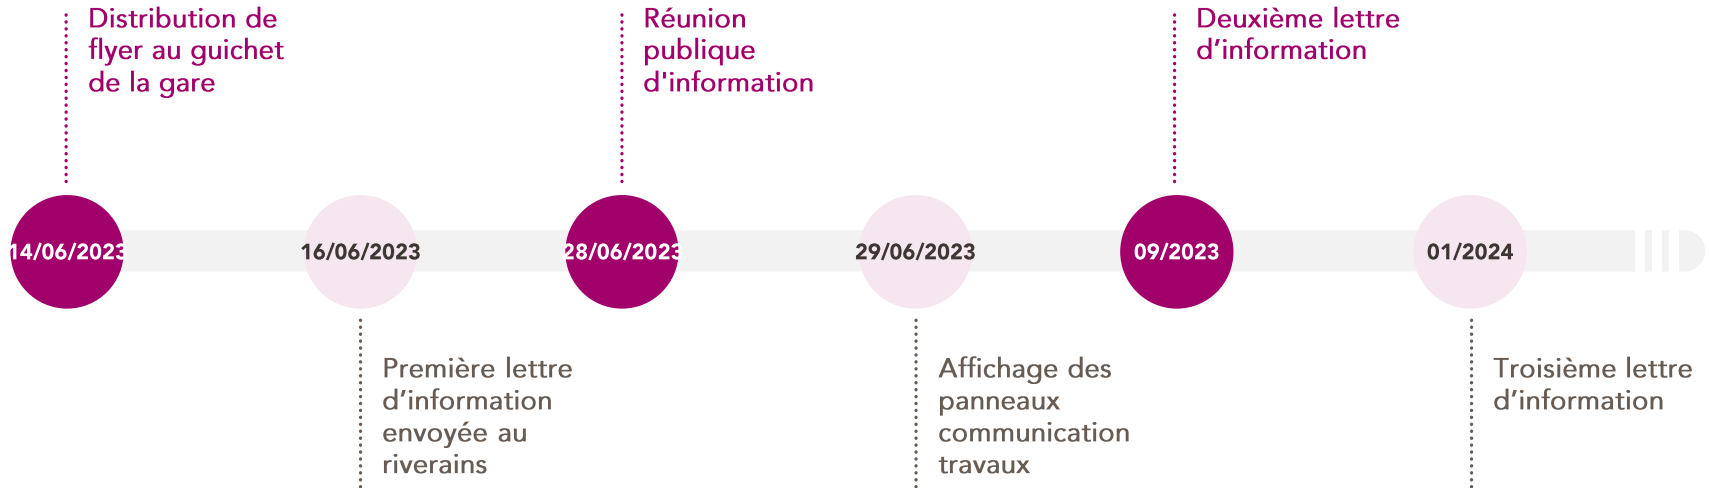 Distribution de
flyer au guichet
de la gare
Réunion
publique
d'information
Deuxième lettre
d’information
14/06/2023
16/06/2023
28/06/2023
29/06/2023
09/2023
01/2024
Première lettre
d’information
envoyée au
riverains
Affichage des
panneaux
communication
travaux
Troisième lettre
d’information